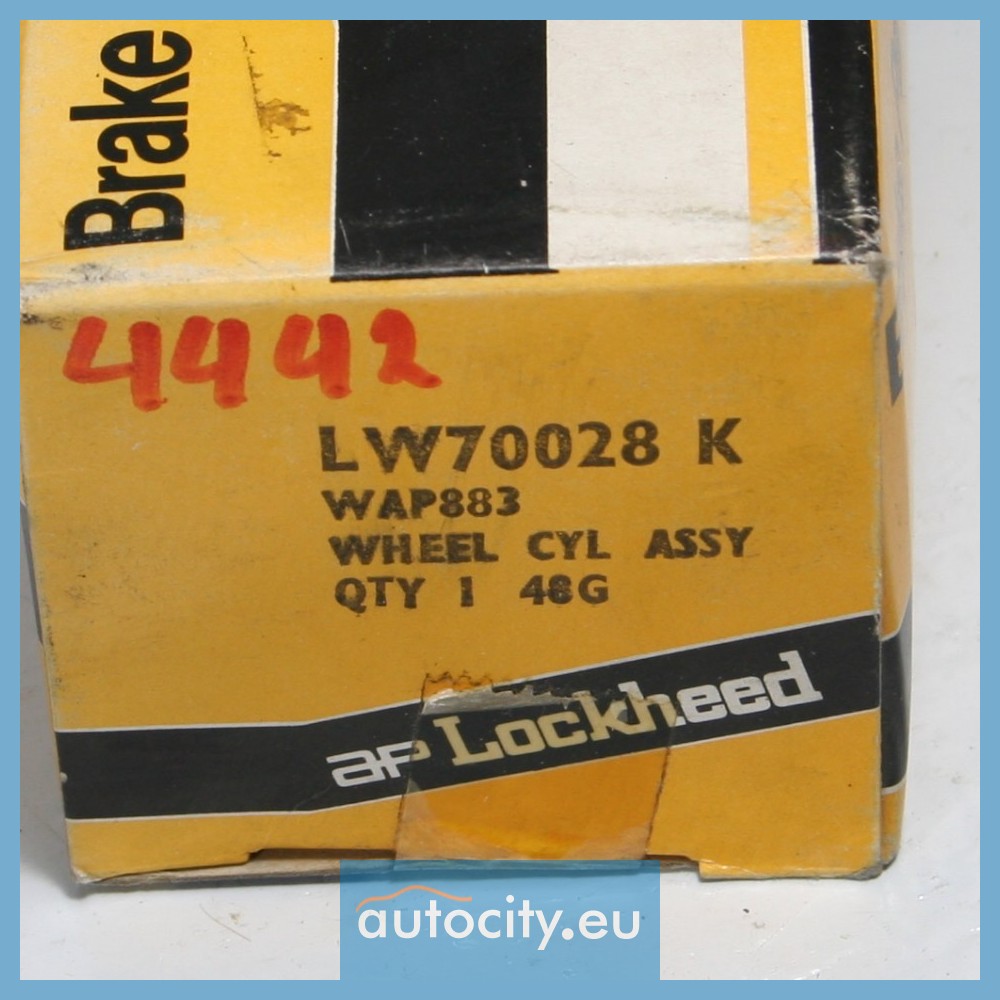 Brake
4442
LW70028 K
WAP883
WHEEL CYL ASSY
QTY 1 48G
AP Lockheed
autocity.eu